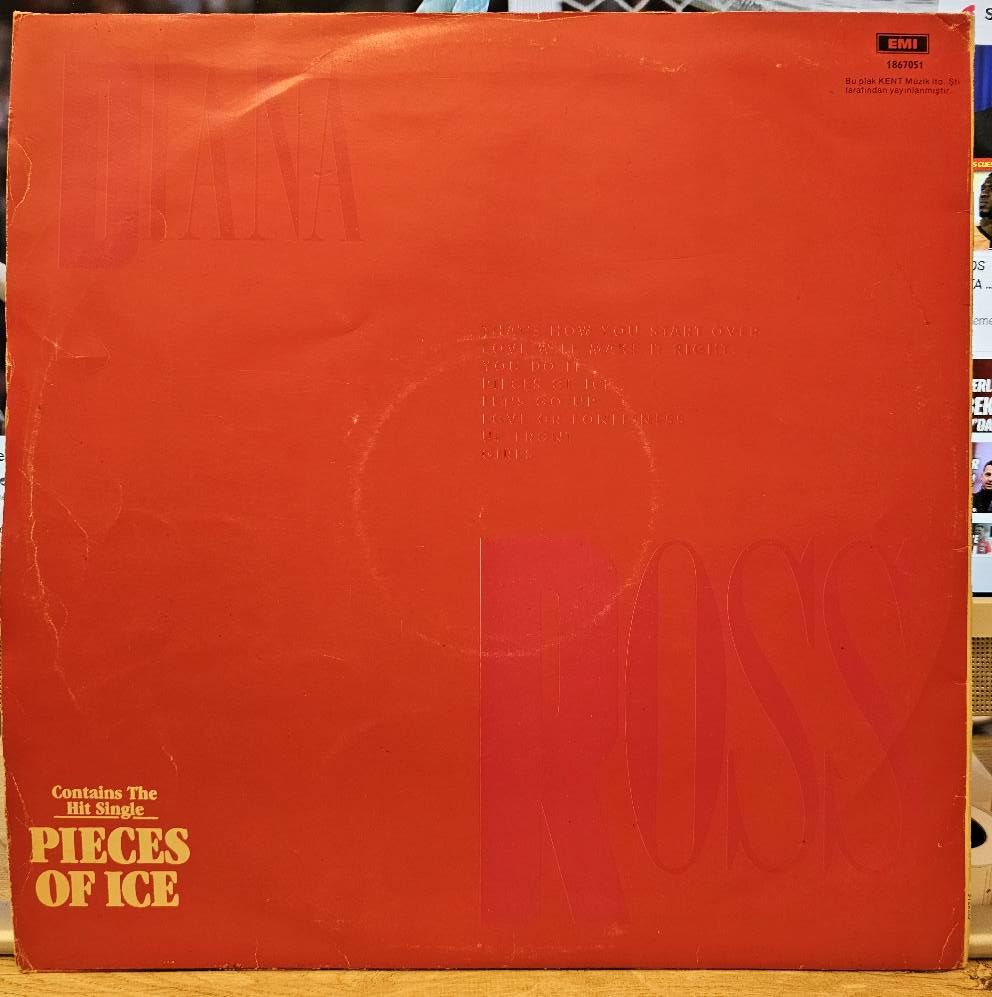 DIANA
EMI
1867051
Bu plak KENT Müzik ltd. Şti
tarafından yayınlanmıştır.
THAT'S HOW YOU START OVER
LOVE WILL MAKE IT RIGHT
YOU DO IT
PIECES OF ICE
LET'S GO UP
LOVE OR LONELINESS
UP FRONT
GIRLS
ROSS
Contains The
Hit Single
PIECES
OF ICE